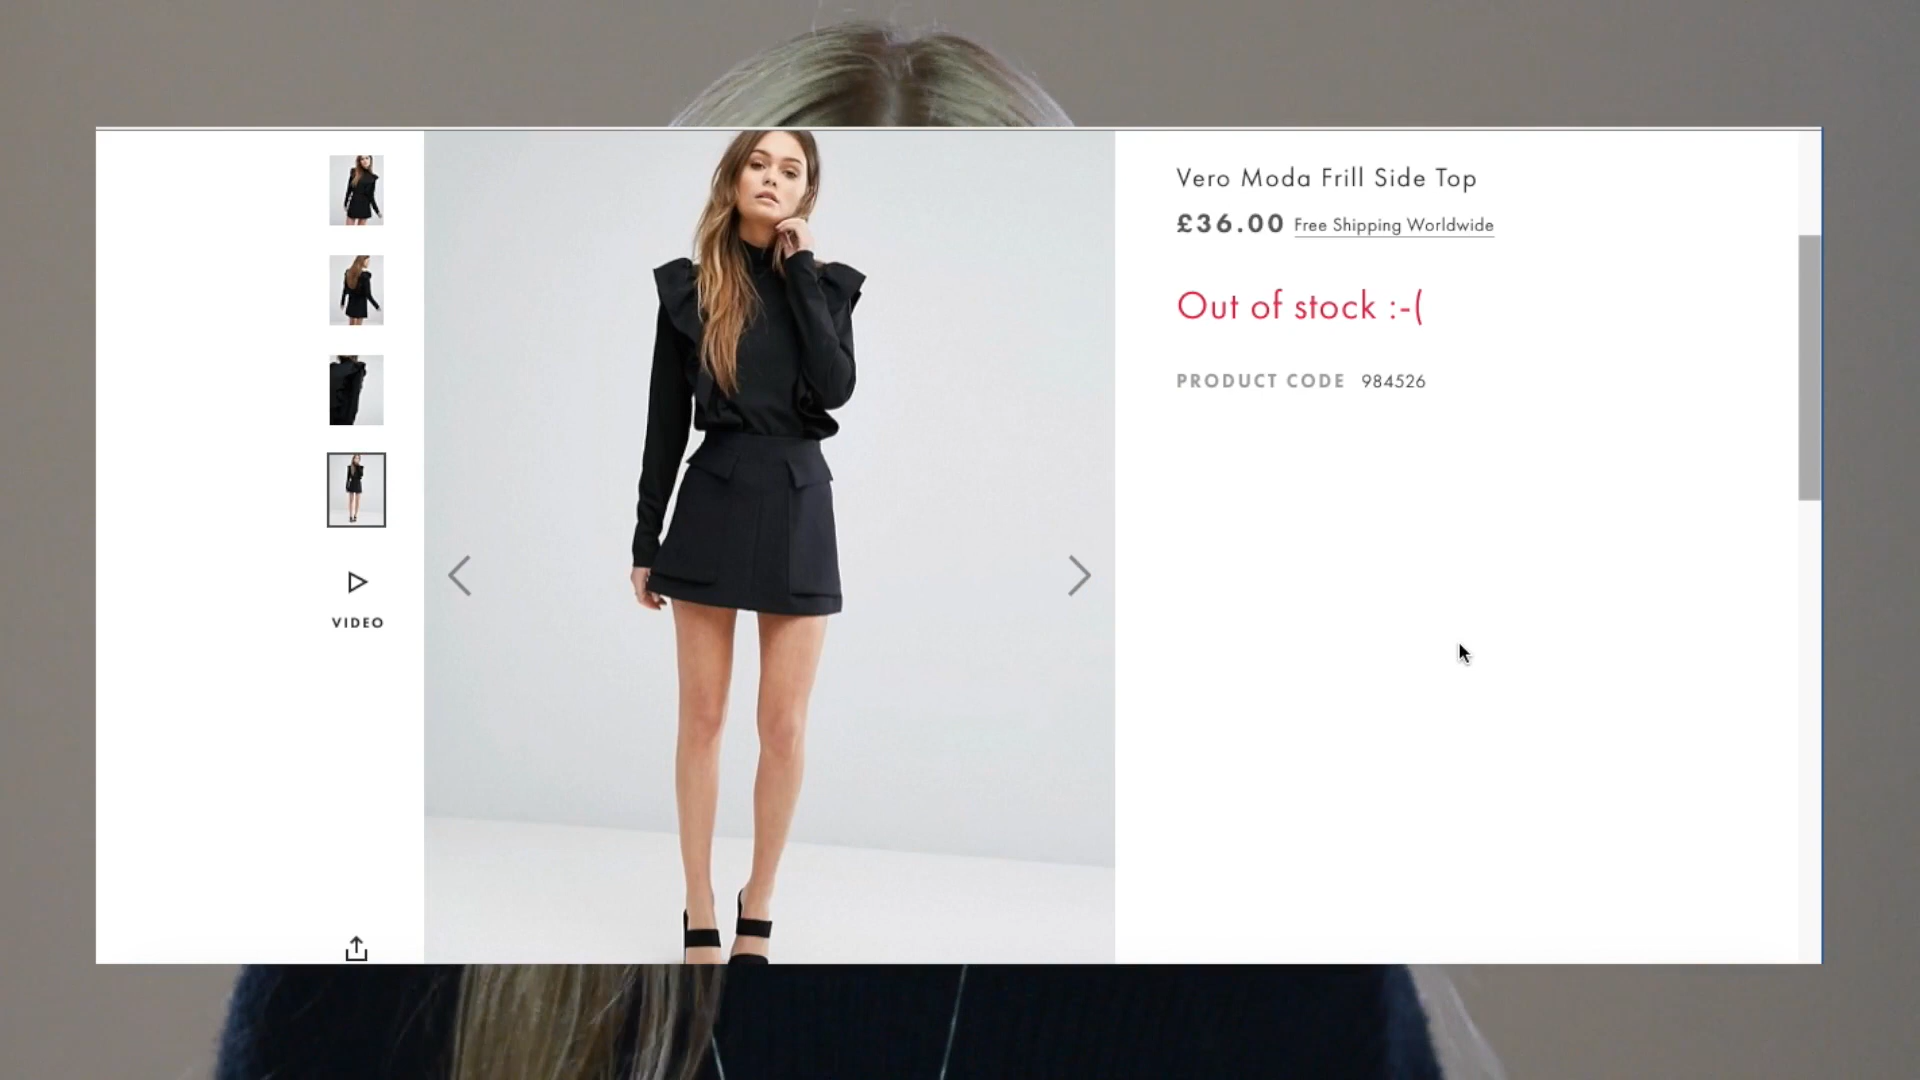 Vero Moda Frill Side Top
£36.00 Free Shipping Worldwide
Out of stock :-(
PRODUCT CODE 984526
VIDEO